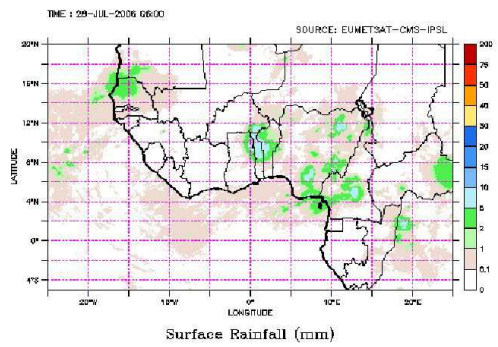 TIME : 29-JUL-2006 06:00
SOURCE: EUMETSAT-CMS-IPSL
20°N
16°N
12°N
8°N
4°N
0°
4°S
LATITUDE
20°W
10°W
0°
10°E
20°E
LONGITUDE
200
75
50
40
30
20
15
10
5
2
1
0.1
0
Surface Rainfall (mm)